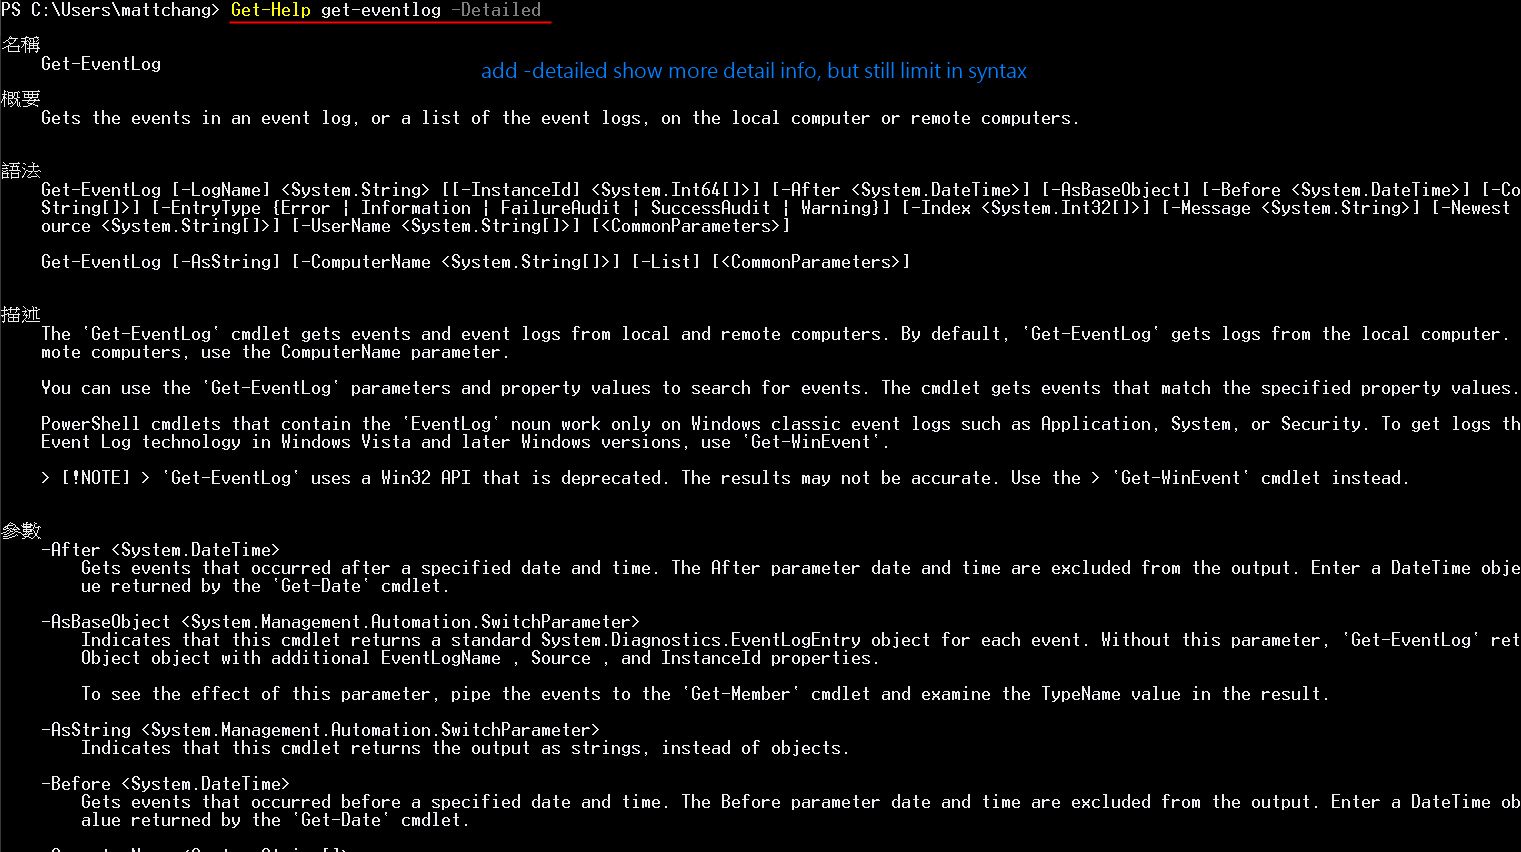 PS C:\Users\mattchang> Get-Help get-eventlog -Detailed
名稱
Get-EventLog
add -detailed show more detail info, but still limit in syntax
概要
Gets the events in an event log, or a list of the event logs, on the local computer or remote computers.
語法
Get-EventLog [-LogName] <System.String> [[-InstanceId] <System.Int64[]>] [-After <System.DateTime>] [-AsBaseObject] [-Before <System.DateTime>] [-Co
String[]>] [-EntryType {Error | Information | FailureAudit | SuccessAudit | Warning}] [-Index <System.Int32[]>] [-Message <System.String>] [-Newest
ource <System.String[]>] [-UserName <System.String[]>] [<CommonParameters>]
Get-EventLog [-AsString] [-ComputerName <System.String[]>] [-List] [<CommonParameters>]
描述
The `Get-EventLog` cmdlet gets events and event logs from local and remote computers. By default, `Get-EventLog` gets logs from the local computer.
mote computers, use the ComputerName parameter.
You can use the `Get-EventLog` parameters and property values to search for events. The cmdlet gets events that match the specified property values.
PowerShell cmdlets that contain the `EventLog` noun work only on Windows classic event logs such as Application, System, or Security. To get logs th
Event Log technology in Windows Vista and later Windows versions, use `Get-WinEvent`.
> [!NOTE] > `Get-EventLog` uses a Win32 API that is deprecated. The results may not be accurate. Use the > `Get-WinEvent` cmdlet instead.
參數
-After <System.DateTime>
Gets events that occurred after a specified date and time. The After parameter date and time are excluded from the output. Enter a DateTime obje
ue returned by the `Get-Date` cmdlet.
-AsBaseObject <System.Management.Automation.SwitchParameter>
Indicates that this cmdlet returns a standard System.Diagnostics.EventLogEntry object for each event. Without this parameter, `Get-EventLog` ret
Object object with additional EventLogName , Source , and InstanceId properties.
To see the effect of this parameter, pipe the events to the `Get-Member` cmdlet and examine the TypeName value in the result.
-AsString <System.Management.Automation.SwitchParameter>
Indicates that this cmdlet returns the output as strings, instead of objects.
-Before <System.DateTime>
Gets events that occurred before a specified date and time. The Before parameter date and time are excluded from the output. Enter a DateTime ob
alue returned by the `Get-Date` cmdlet.